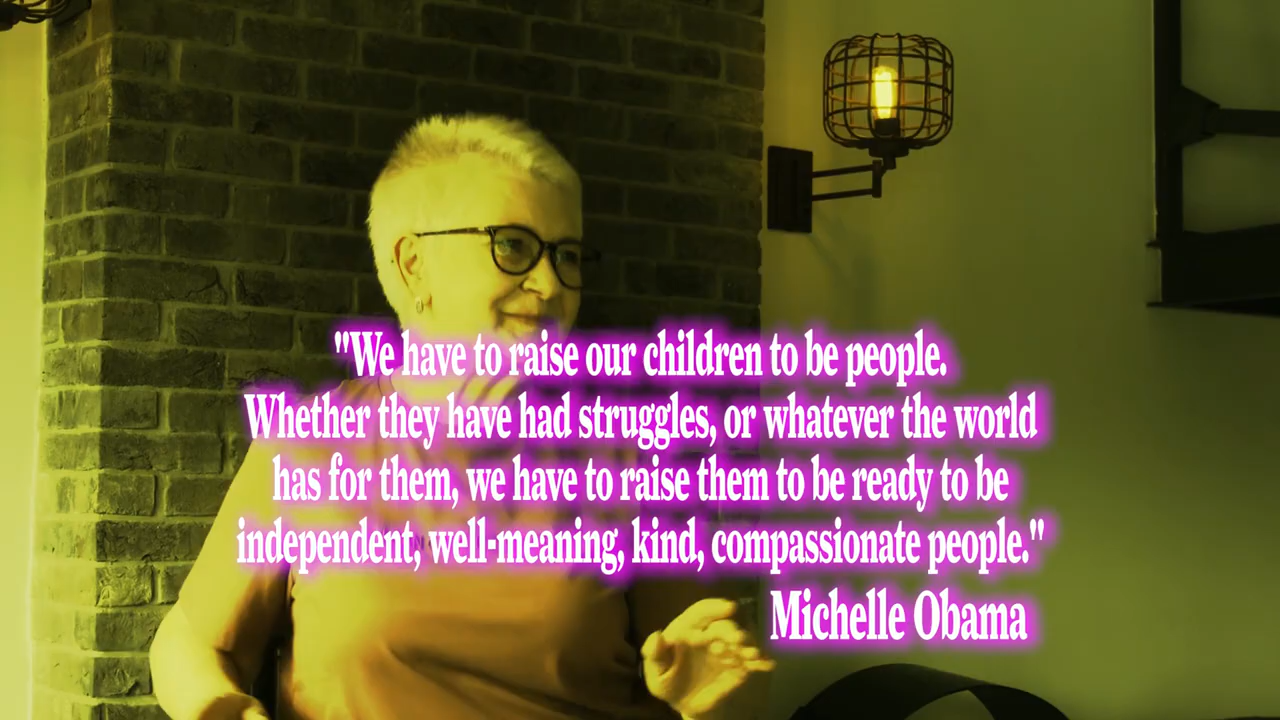 "We have to raise our children to be people.
Whether they have had struggles, or whatever the world
has for them, we have to raise them to be ready to be
independent, well-meaning, kind, compassionate people."
Michelle Obama